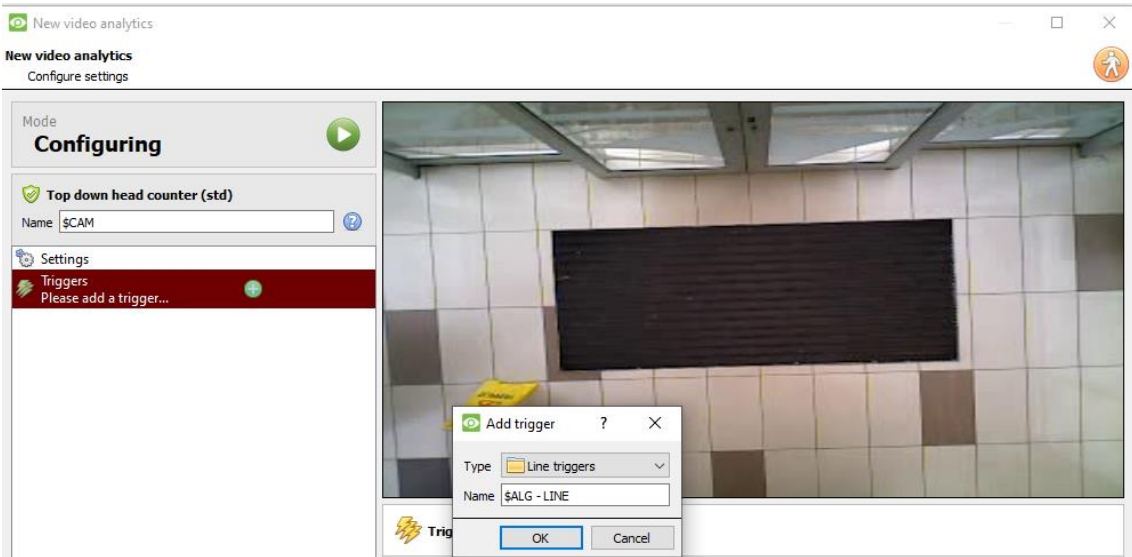 New video analytics
New video analytics
Configure settings
Mode
Configuring
Top down head counter (std)
Name $CAM
Settings
Triggers
Please add a trigger...
Add trigger ? X
Type Line triggers
Name $ALG - LINE
OK Cancel
Trig